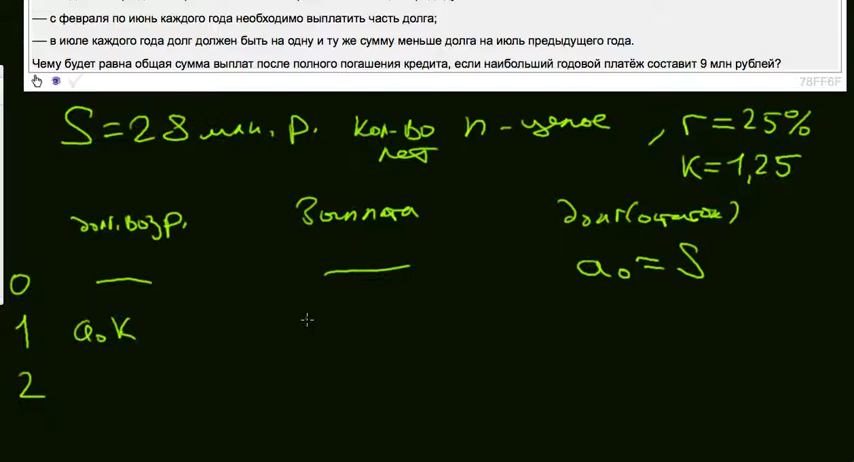 — с февраля по июнь каждого года необходимо выплатить часть долга;
— в июле каждого года долг должен быть на одну и ту же сумму меньше долга на июль предыдущего года.
Чему будет равна общая сумма выплат после полного погашения кредита, если наибольший годовой платёж составит 9 млн рублей?
78FF6F
S=28 млн. р. кол-во лет n - целое , r=25%
k=1,25
долг. возр. Выплата долг(остаток)
0 — — a₀=S
1 a₀k
2